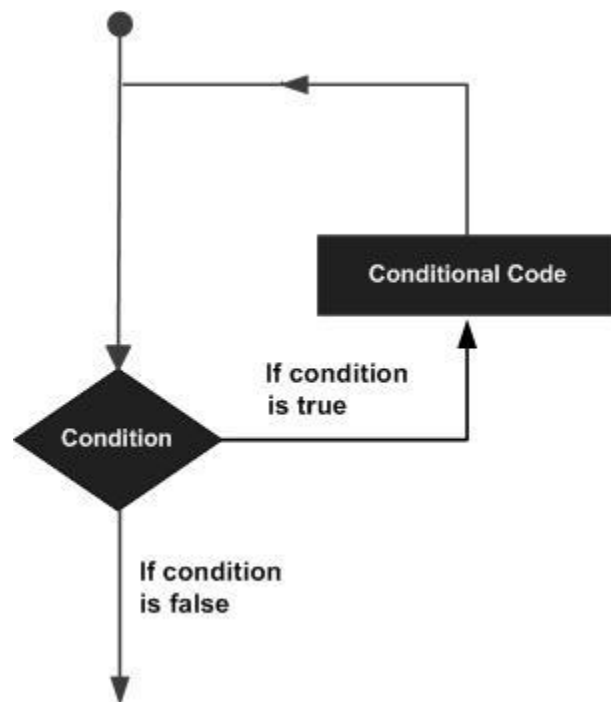 Conditional Code
If condition
is true
Condition
If condition
is false